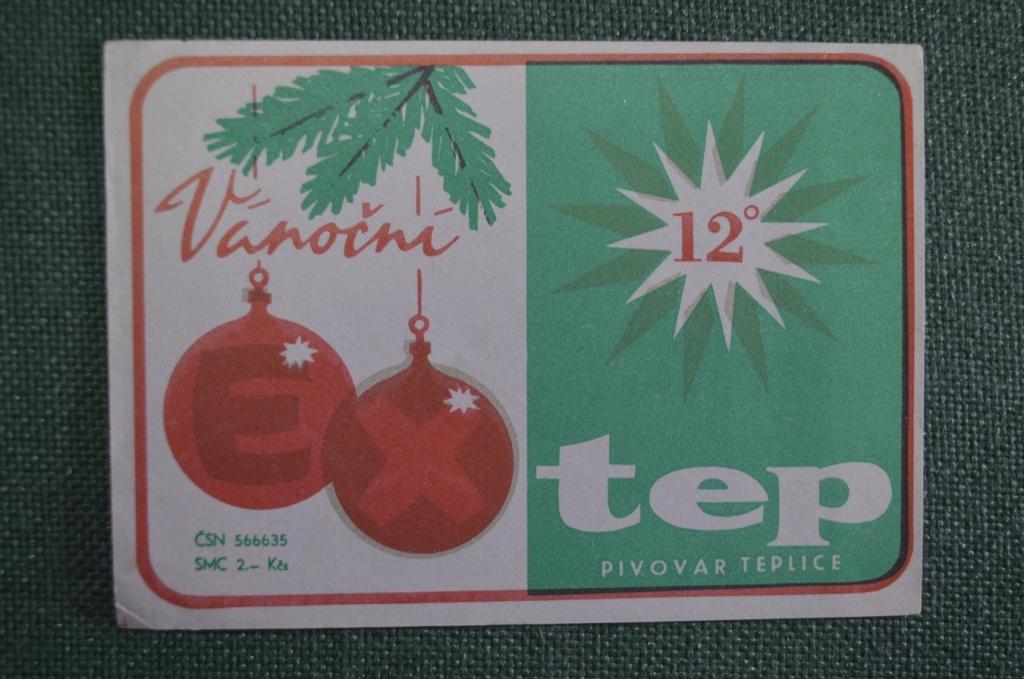 Vánoční
Ex
tep
12°
PIVOVAR TEPLICE
ČSN 566635
SMC 2.– Kčs